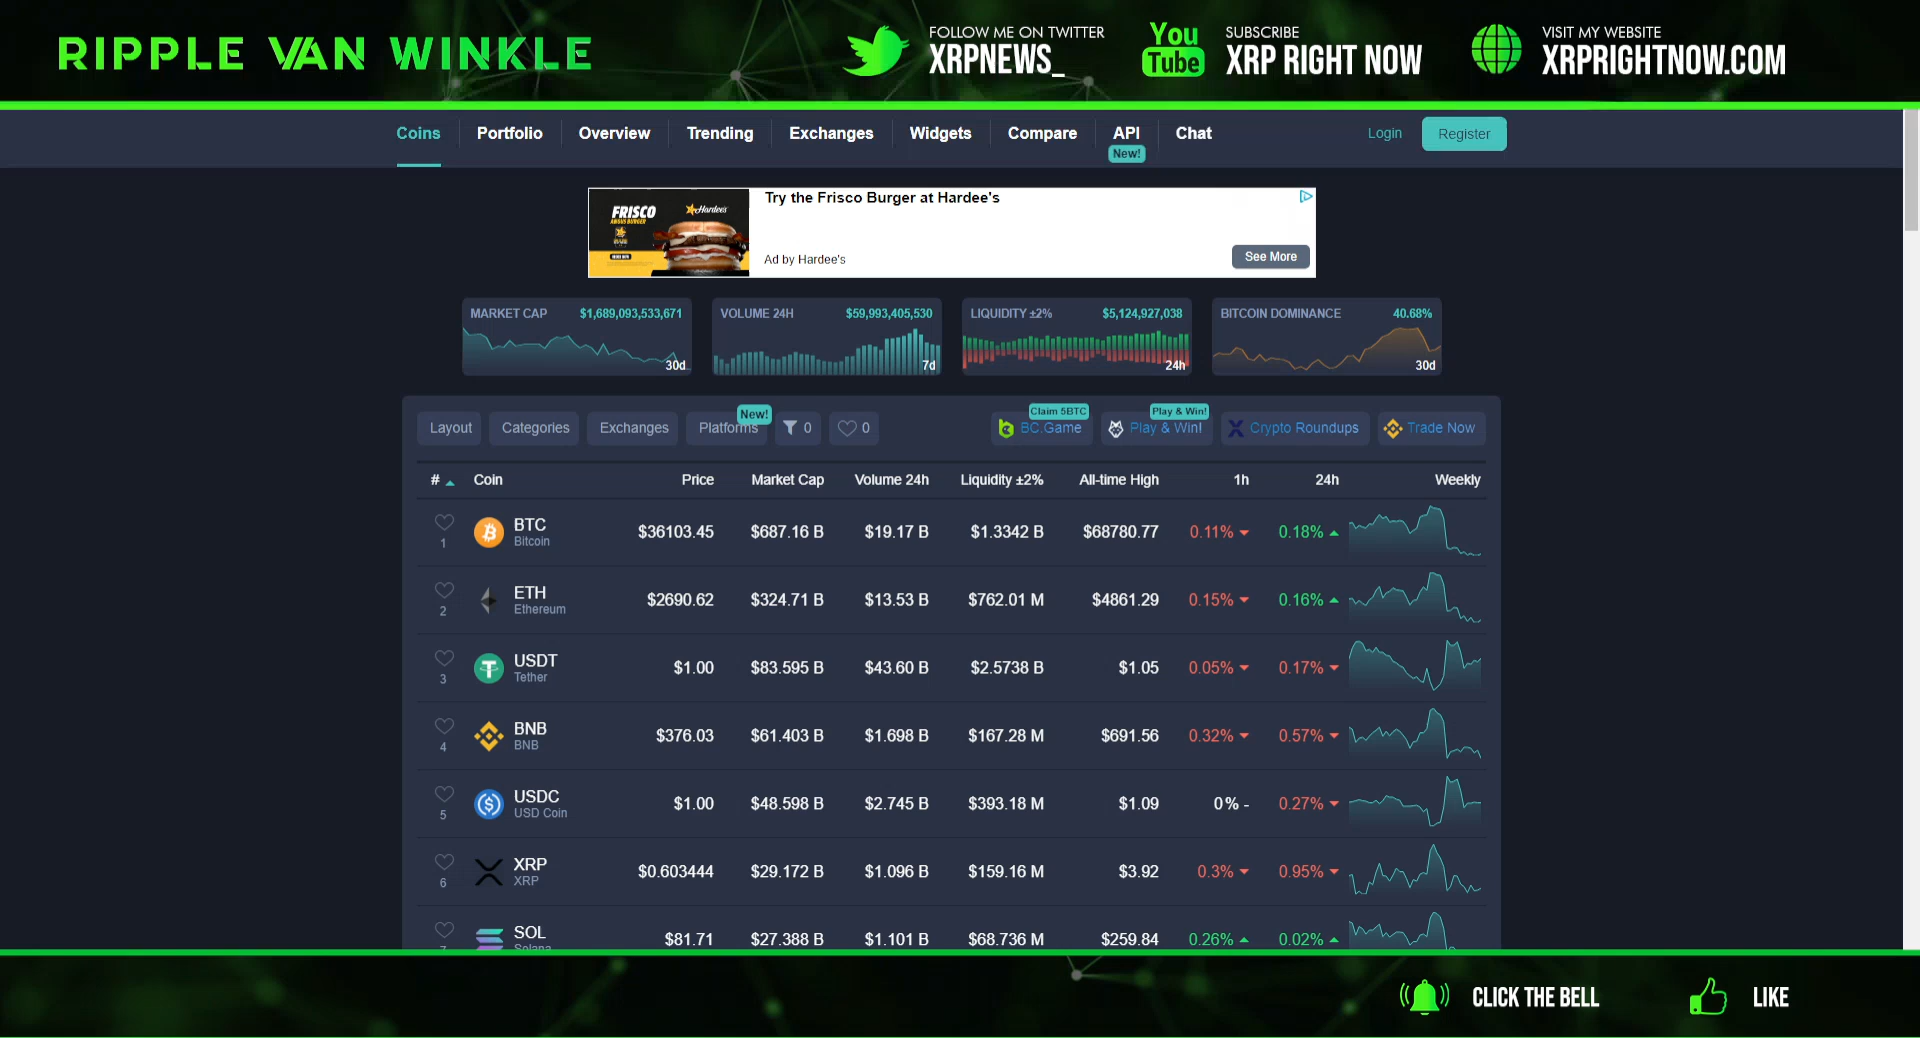 RIPPLE VAN WINKLE
FOLLOW ME ON TWITTER
XRPNEWS_
You
Tube
SUBSCRIBE
XRP RIGHT NOW
VISIT MY WEBSITE
XRPRIGHTNOW.COM
Coins Portfolio Overview Trending Exchanges Widgets Compare API Chat Login Register
New!
FRISCO
ANGUS BURGER
Hardee's
Try the Frisco Burger at Hardee's
Ad by Hardee's
See More
MARKET CAP $1,689,093,533,671
30d
VOLUME 24H $59,993,405,530
7d
LIQUIDITY ±2% $5,124,927,038
24h
BITCOIN DOMINANCE 40.68%
30d
New! Claim 5BTC Play & Win!
Layout Categories Exchanges Platforms 0 0 BC.Game Play & Win! Crypto Roundups Trade Now
# Coin Price Market Cap Volume 24h Liquidity ±2% All-time High 1h 24h Weekly
1 BTC Bitcoin $36103.45 $687.16 B $19.17 B $1.3342 B $68780.77 0.11% 0.18%
2 ETH Ethereum $2690.62 $324.71 B $13.53 B $762.01 M $4861.29 0.15% 0.16%
3 USDT Tether $1.00 $83.595 B $43.60 B $2.5738 B $1.05 0.05% 0.17%
4 BNB BNB $376.03 $61.403 B $1.698 B $167.28 M $691.56 0.32% 0.57%
5 USDC USD Coin $1.00 $48.598 B $2.745 B $393.18 M $1.09 0% - 0.27%
6 XRP XRP $0.603444 $29.172 B $1.096 B $159.16 M $3.92 0.3% 0.95%
7 SOL Solana $81.71 $27.388 B $1.101 B $68.736 M $259.84 0.26% 0.02%
CLICK THE BELL
LIKE